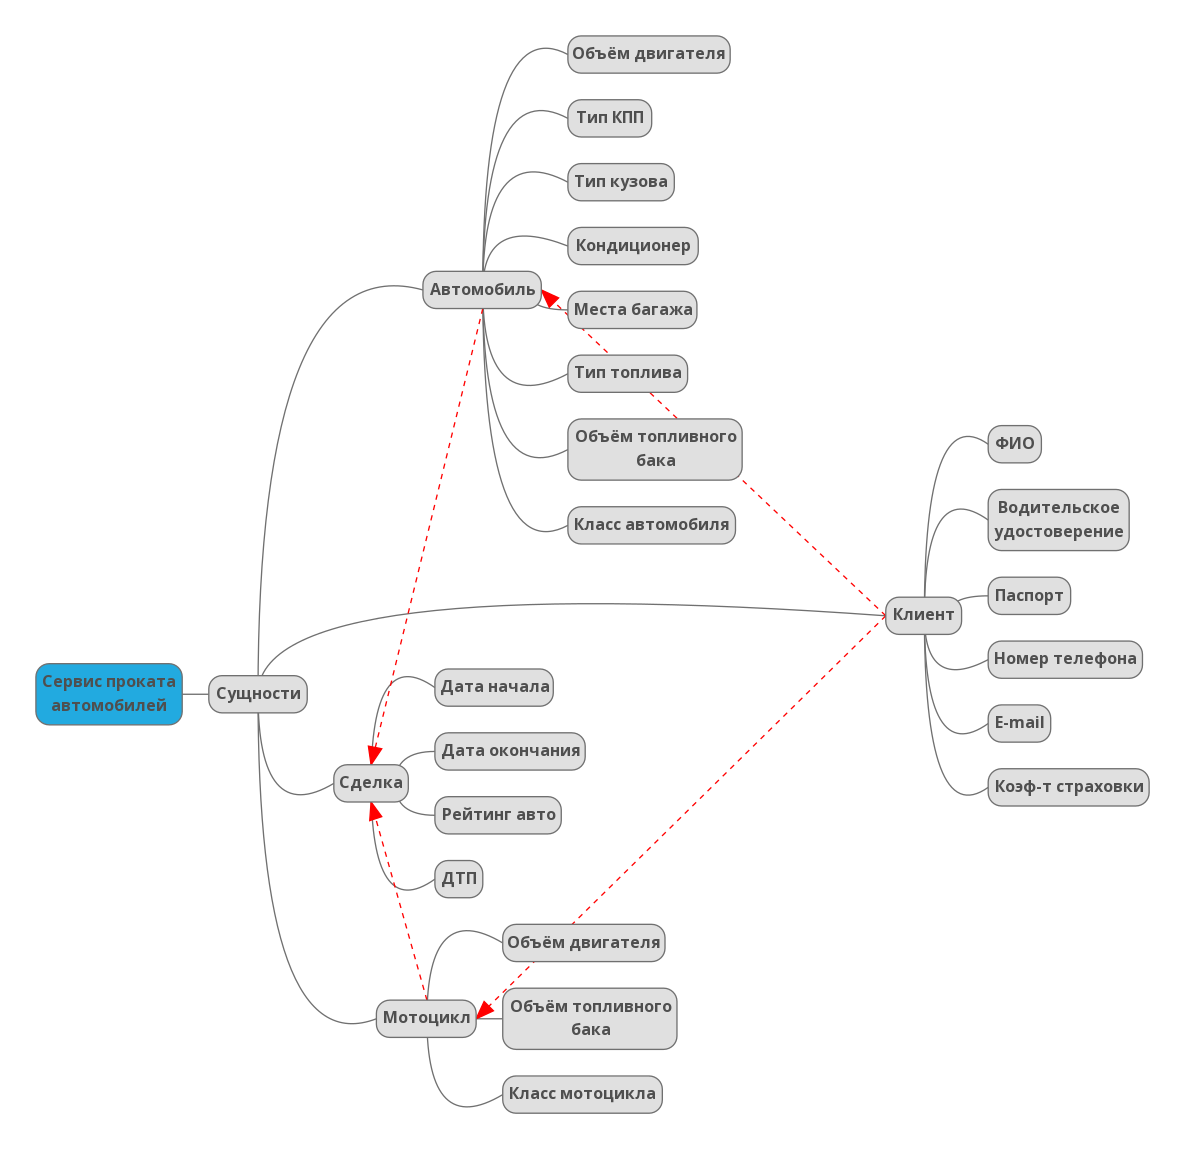 Сервис проката
автомобилей
Сущности
Автомобиль
Объём двигателя
Тип КПП
Тип кузова
Кондиционер
Места багажа
Тип топлива
Объём топливного
бака
Класс автомобиля
Клиент
ФИО
Водительское
удостоверение
Паспорт
Номер телефона
E-mail
Коэф-т страховки
Сделка
Дата начала
Дата окончания
Рейтинг авто
ДТП
Мотоцикл
Объём двигателя
Объём топливного
бака
Класс мотоцикла